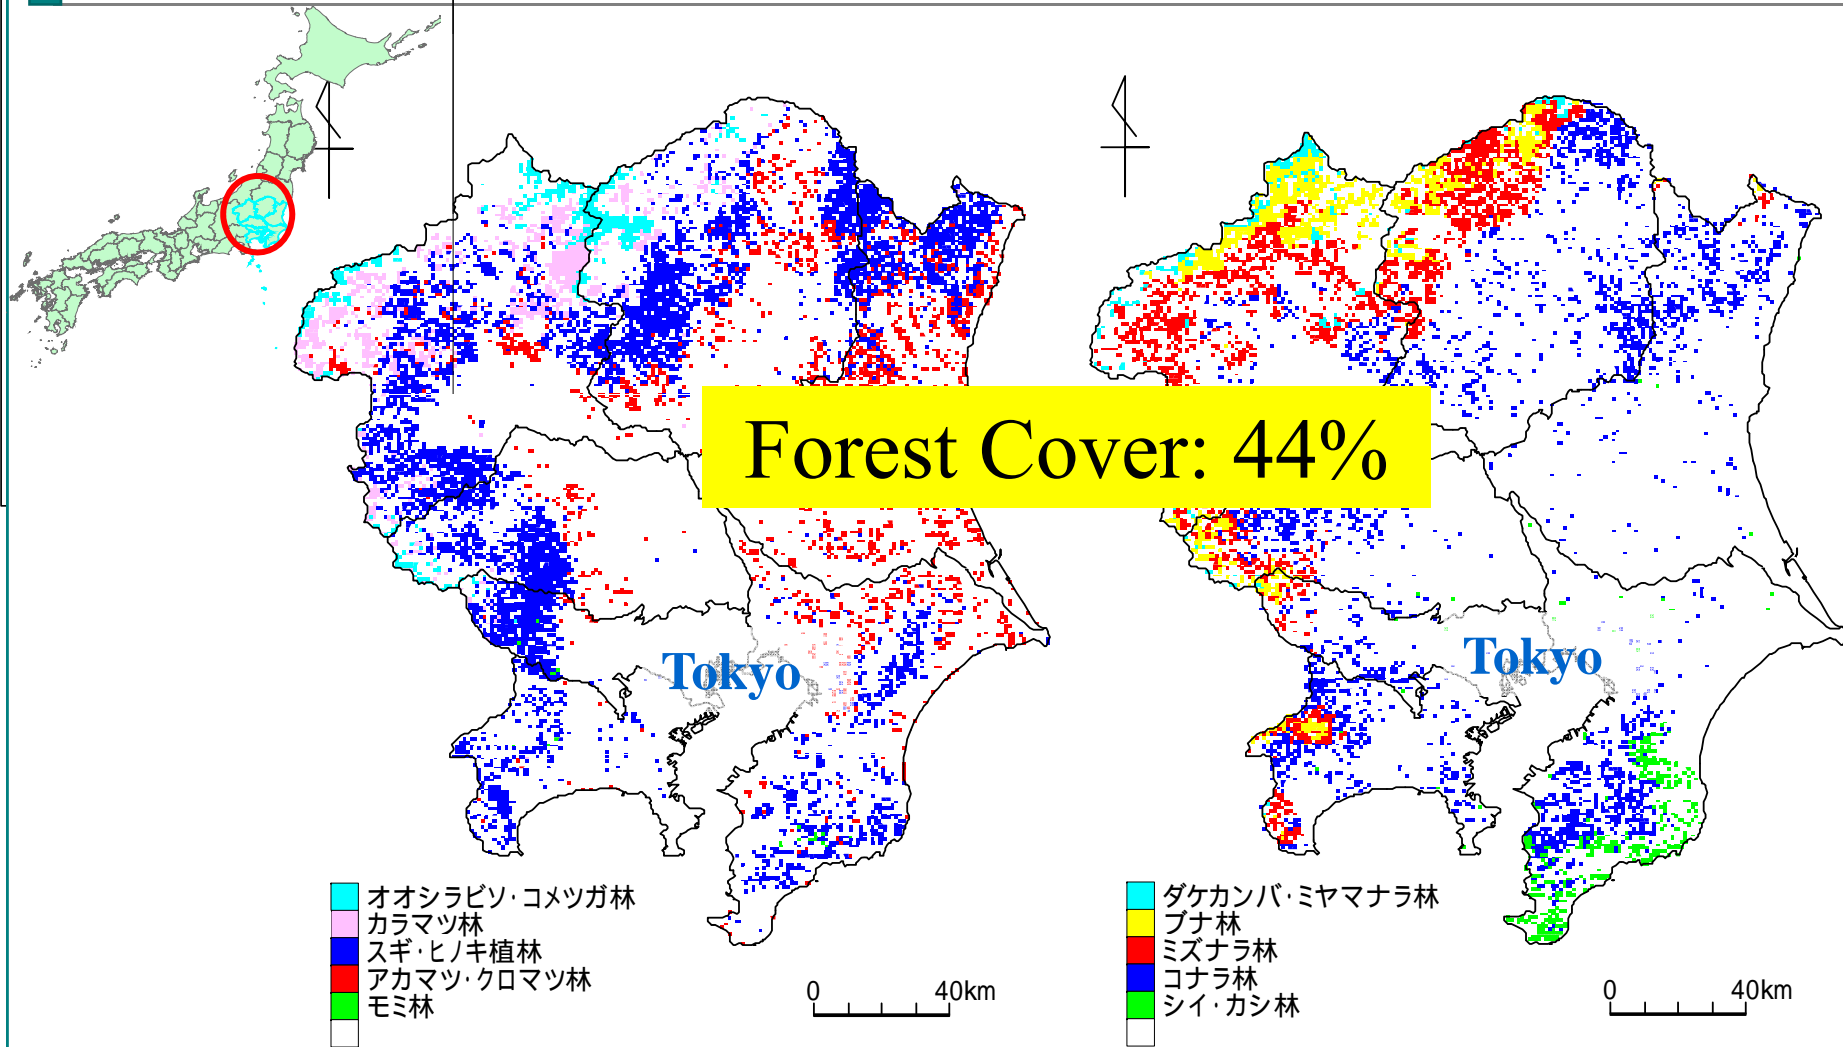 Forest Cover: 44%
Tokyo
Tokyo
オオシラビソ・コメツガ林
カラマツ林
スギ・ヒノキ植林
アカマツ・クロマツ林
モミ林
0 40km
ダケカンバ・ミヤマナラ林
ブナ林
ミズナラ林
コナラ林
シイ・カシ林
0 40km